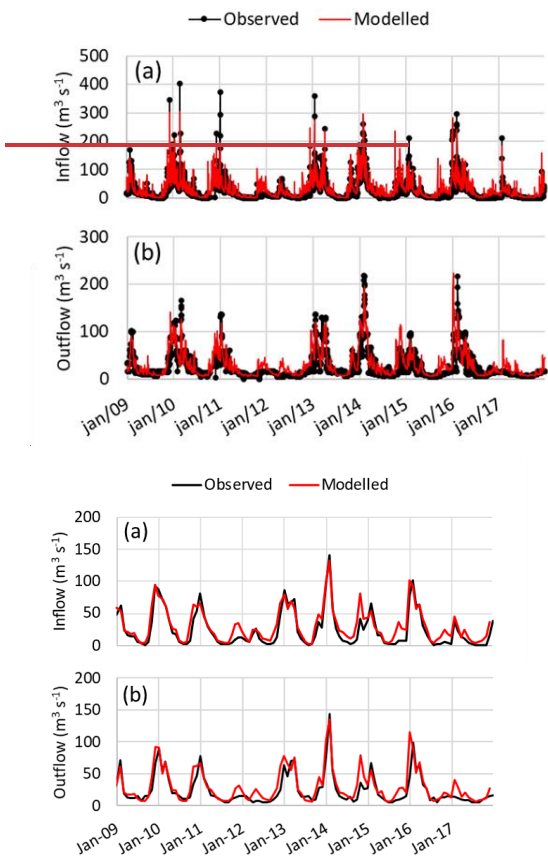 Observed Modelled
(a)
Inflow (m³ s⁻¹)
500
400
300
200
100
0
(b)
Outflow (m³ s⁻¹)
300
200
100
0
jan/09 jan/10 jan/11 jan/12 jan/13 jan/14 jan/15 jan/16 jan/17
Observed Modelled
(a)
Inflow (m³ s⁻¹)
200
150
100
50
0
(b)
Outflow (m³ s⁻¹)
200
150
100
50
0
Jan-09 Jan-10 Jan-11 Jan-12 Jan-13 Jan-14 Jan-15 Jan-16 Jan-17